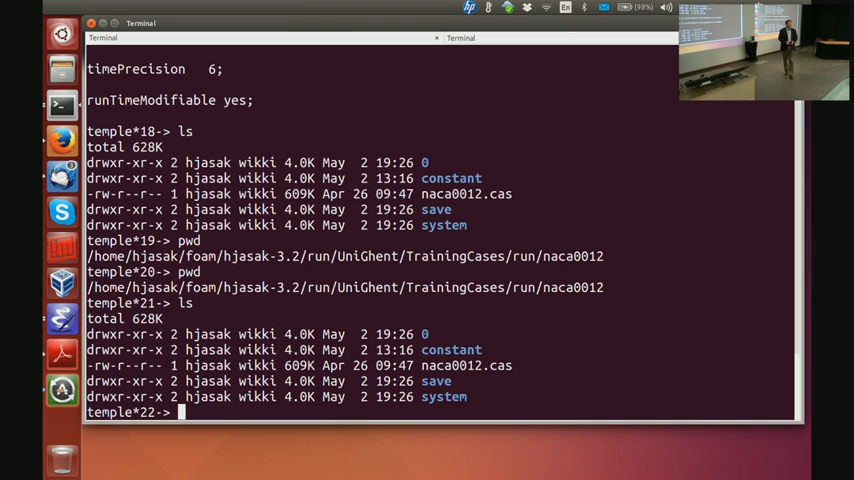 En
(98%)
Terminal
Terminal
Terminal
timePrecision   6;
runTimeModifiable yes;
temple*18-> ls
total 628K
drwxr-xr-x 2 hjasak wikki 4.0K May  2 19:26 0
drwxr-xr-x 2 hjasak wikki 4.0K May  2 13:16 constant
-rw-r--r-- 1 hjasak wikki 609K Apr 26 09:47 naca0012.cas
drwxr-xr-x 2 hjasak wikki 4.0K May  2 19:26 save
drwxr-xr-x 2 hjasak wikki 4.0K May  2 19:26 system
temple*19-> pwd
/home/hjasak/foam/hjasak-3.2/run/UniGhent/TrainingCases/run/naca0012
temple*20-> pwd
/home/hjasak/foam/hjasak-3.2/run/UniGhent/TrainingCases/run/naca0012
temple*21-> ls
total 628K
drwxr-xr-x 2 hjasak wikki 4.0K May  2 19:26 0
drwxr-xr-x 2 hjasak wikki 4.0K May  2 13:16 constant
-rw-r--r-- 1 hjasak wikki 609K Apr 26 09:47 naca0012.cas
drwxr-xr-x 2 hjasak wikki 4.0K May  2 19:26 save
drwxr-xr-x 2 hjasak wikki 4.0K May  2 19:26 system
temple*22->